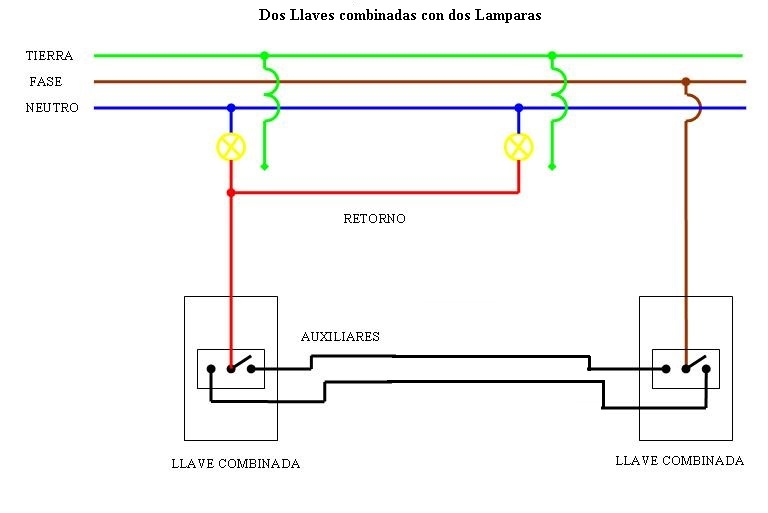 Dos Llaves combinadas con dos Lamparas
TIERRA
FASE
NEUTRO
RETORNO
AUXILIARES
LLAVE COMBINADA
LLAVE COMBINADA